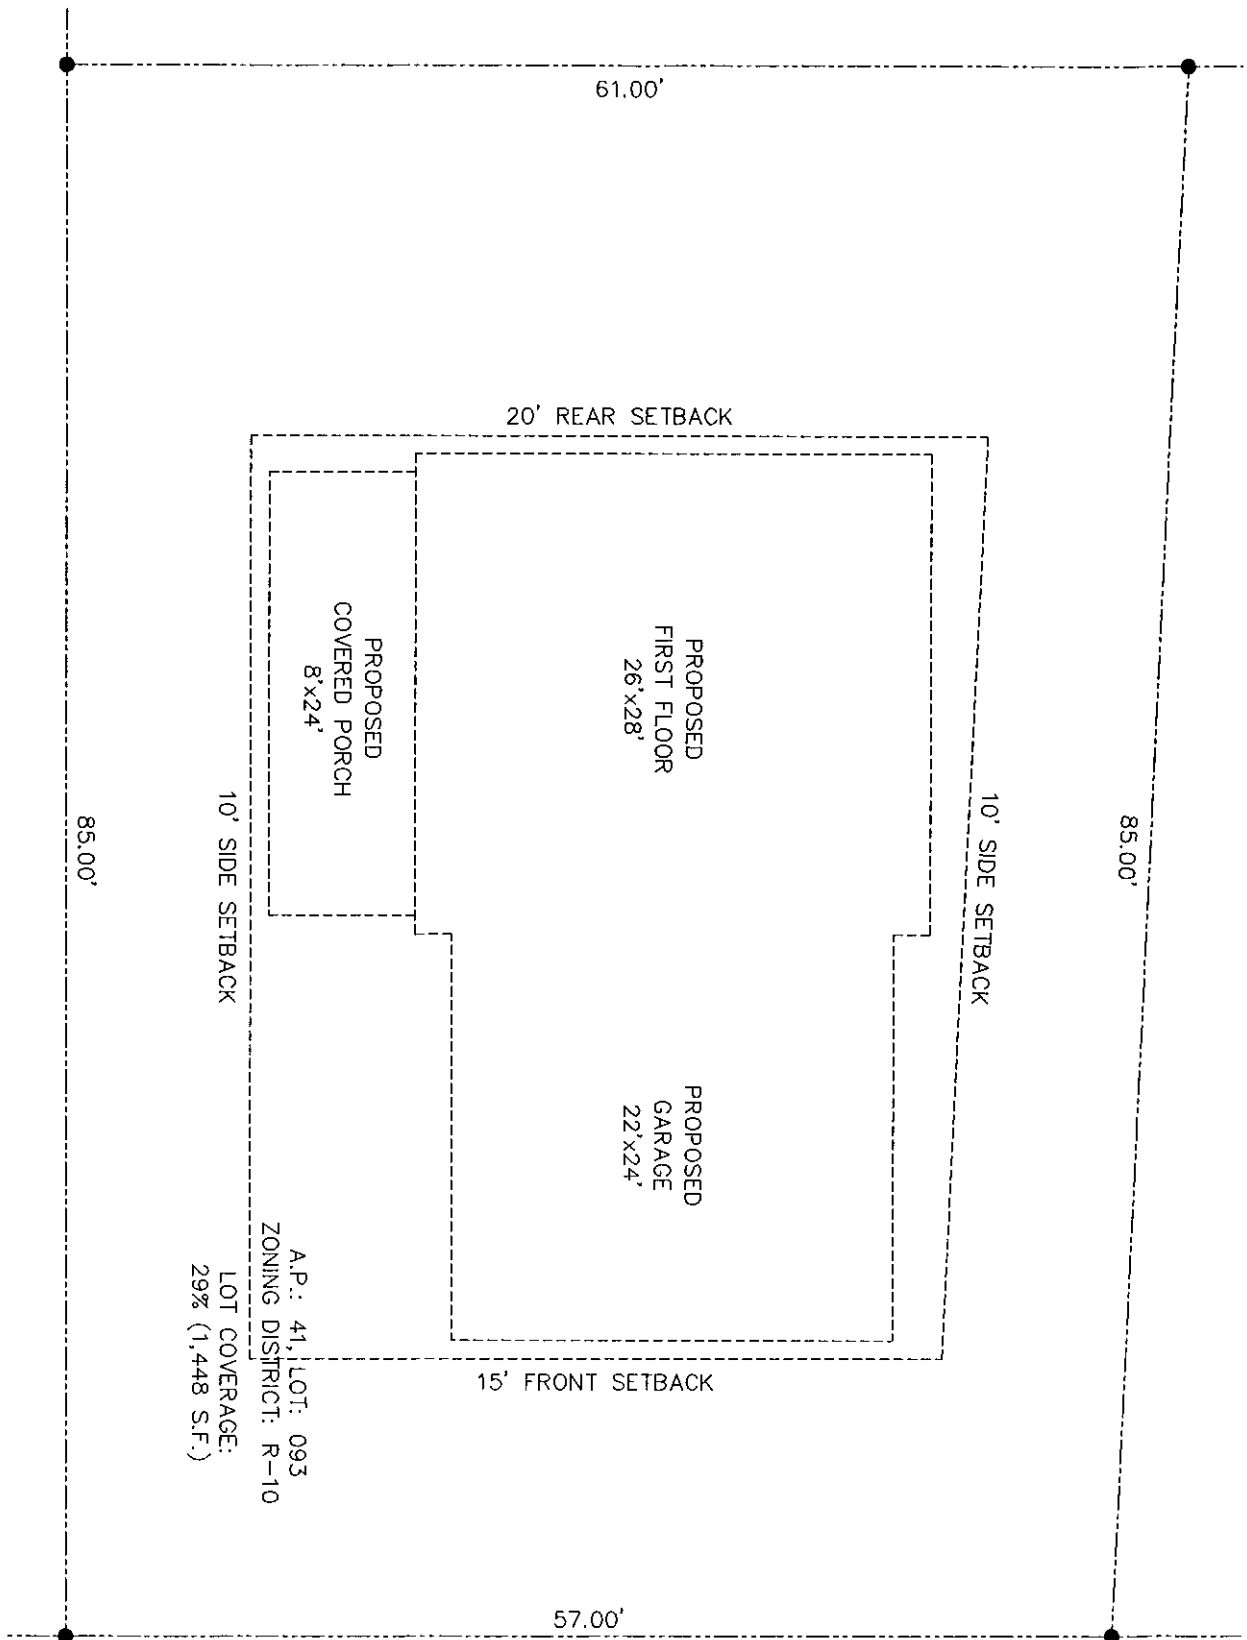 61.00'
20' REAR SETBACK
PROPOSED
FIRST FLOOR
26'x28'
PROPOSED
COVERED PORCH
8'x24'
10' SIDE SETBACK
85.00'
10' SIDE SETBACK
85.00'
PROPOSED
GARAGE
22'x24'
15' FRONT SETBACK
A.P.: 41, LOT: 093
ZONING DISTRICT: R-10
LOT COVERAGE:
29% (1,448 S.F.)
57.00'